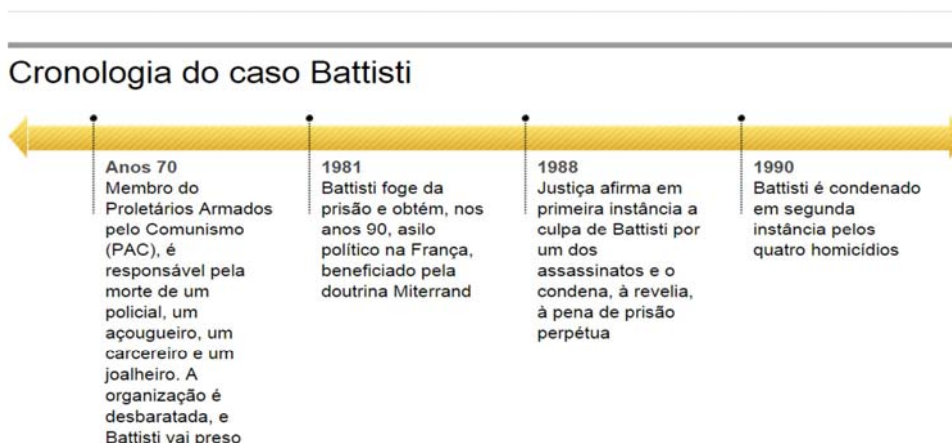 Cronologia do caso Battisti
Anos 70
Membro do
Proletários Armados
pelo Comunismo
(PAC), é
responsável pela
morte de um
policial, um
açougueiro, um
carcereiro e um
joalheiro. A
organização é
desbaratada, e
Battisti vai preso
1981
Battisti foge da
prisão e obtém, nos
anos 90, asilo
político na França,
beneficiado pela
doutrina Miterrand
1988
Justiça afirma em
primeira instância a
culpa de Battisti por
um dos
assassinatos e o
condena, à revelia,
à pena de prisão
perpétua
1990
Battisti é condenado
em segunda
instância pelos
quatro homicídios